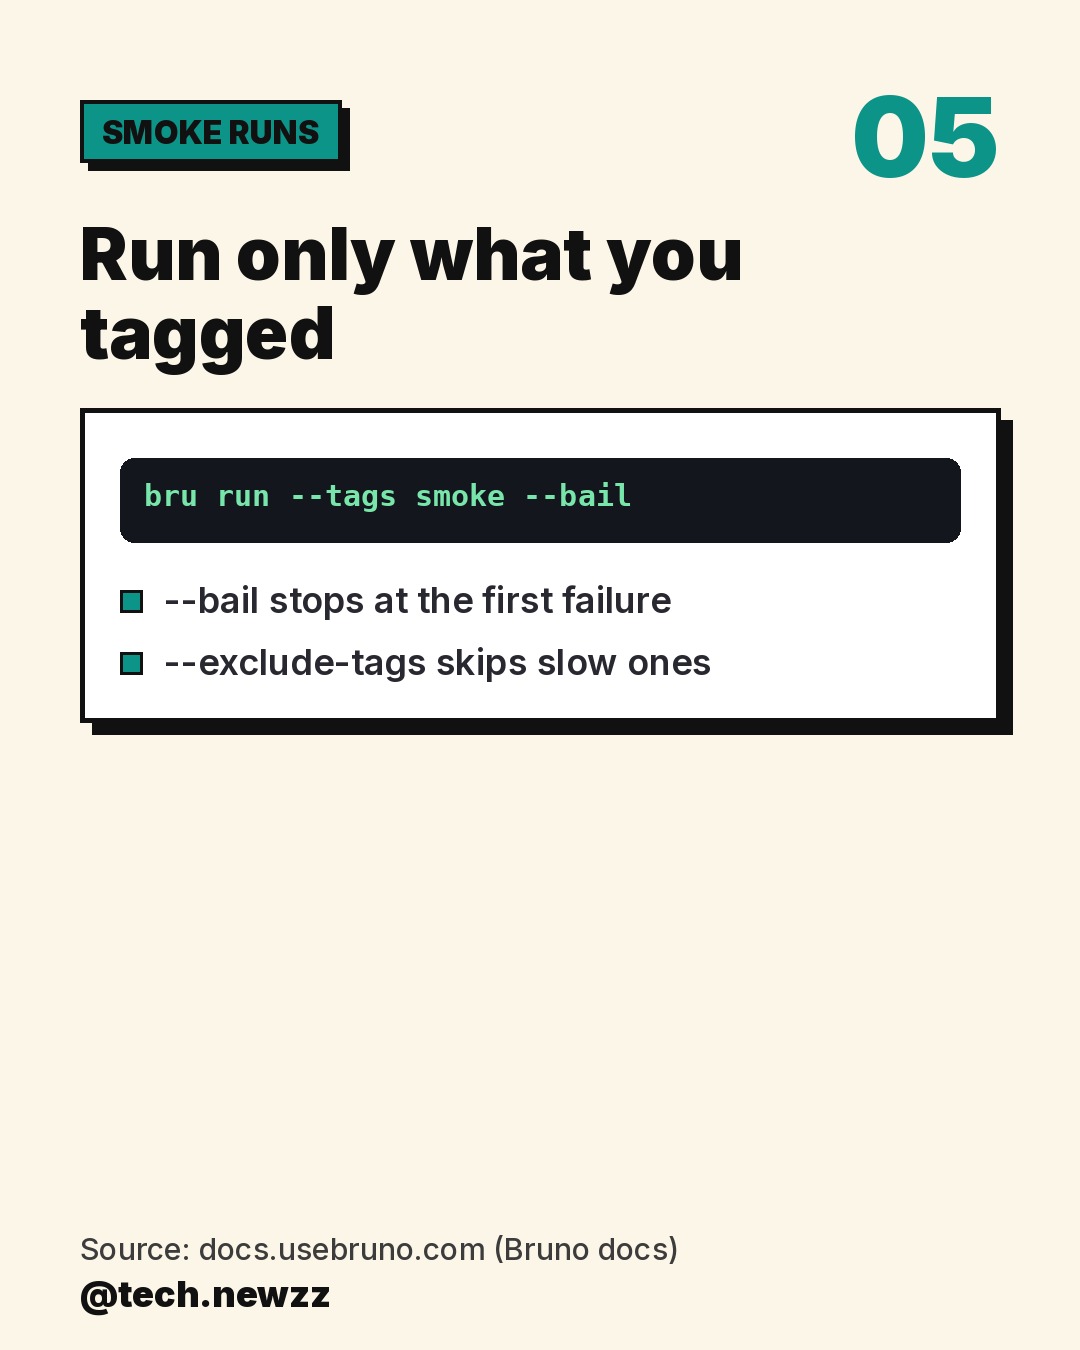 SMOKE RUNS
05
Run only what you
tagged
bru run --tags smoke --bail
--bail stops at the first failure
--exclude-tags skips slow ones
Source: docs.usebruno.com (Bruno docs)
@tech.newzz